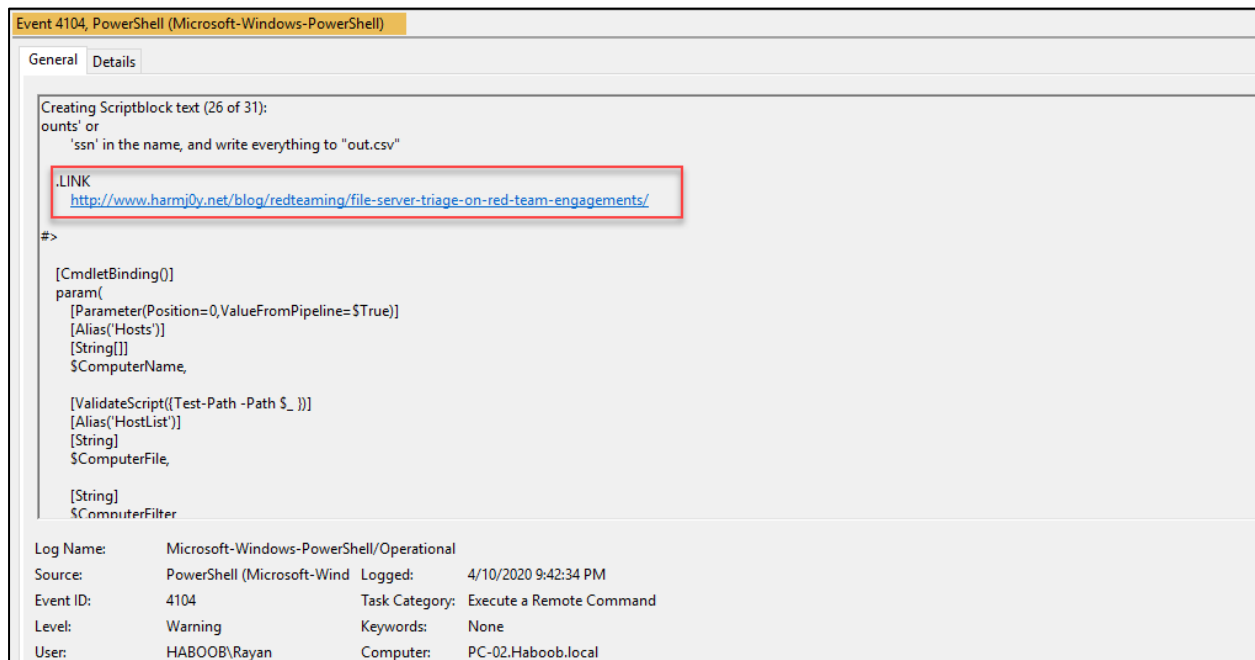 Event 4104, PowerShell (Microsoft-Windows-PowerShell)
General Details
Creating Scriptblock text (26 of 31):
ounts' or
'ssn' in the name, and write everything to "out.csv"
.LINK
http://www.harmj0y.net/blog/redteaming/file-server-triage-on-red-team-engagements/
#>
[CmdletBinding()]
param(
[Parameter(Position=0,ValueFromPipeline=$True)]
[Alias('Hosts')]
[String[]]
$ComputerName,
[ValidateScript({Test-Path -Path $_ })]
[Alias('HostList')]
[String]
$ComputerFile,
[String]
$ComputerFilter
Log Name: Microsoft-Windows-PowerShell/Operational
Source: PowerShell (Microsoft-Wind Logged: 4/10/2020 9:42:34 PM
Event ID: 4104 Task Category: Execute a Remote Command
Level: Warning Keywords: None
User: HABOOB\Rayan Computer: PC-02.Haboob.local